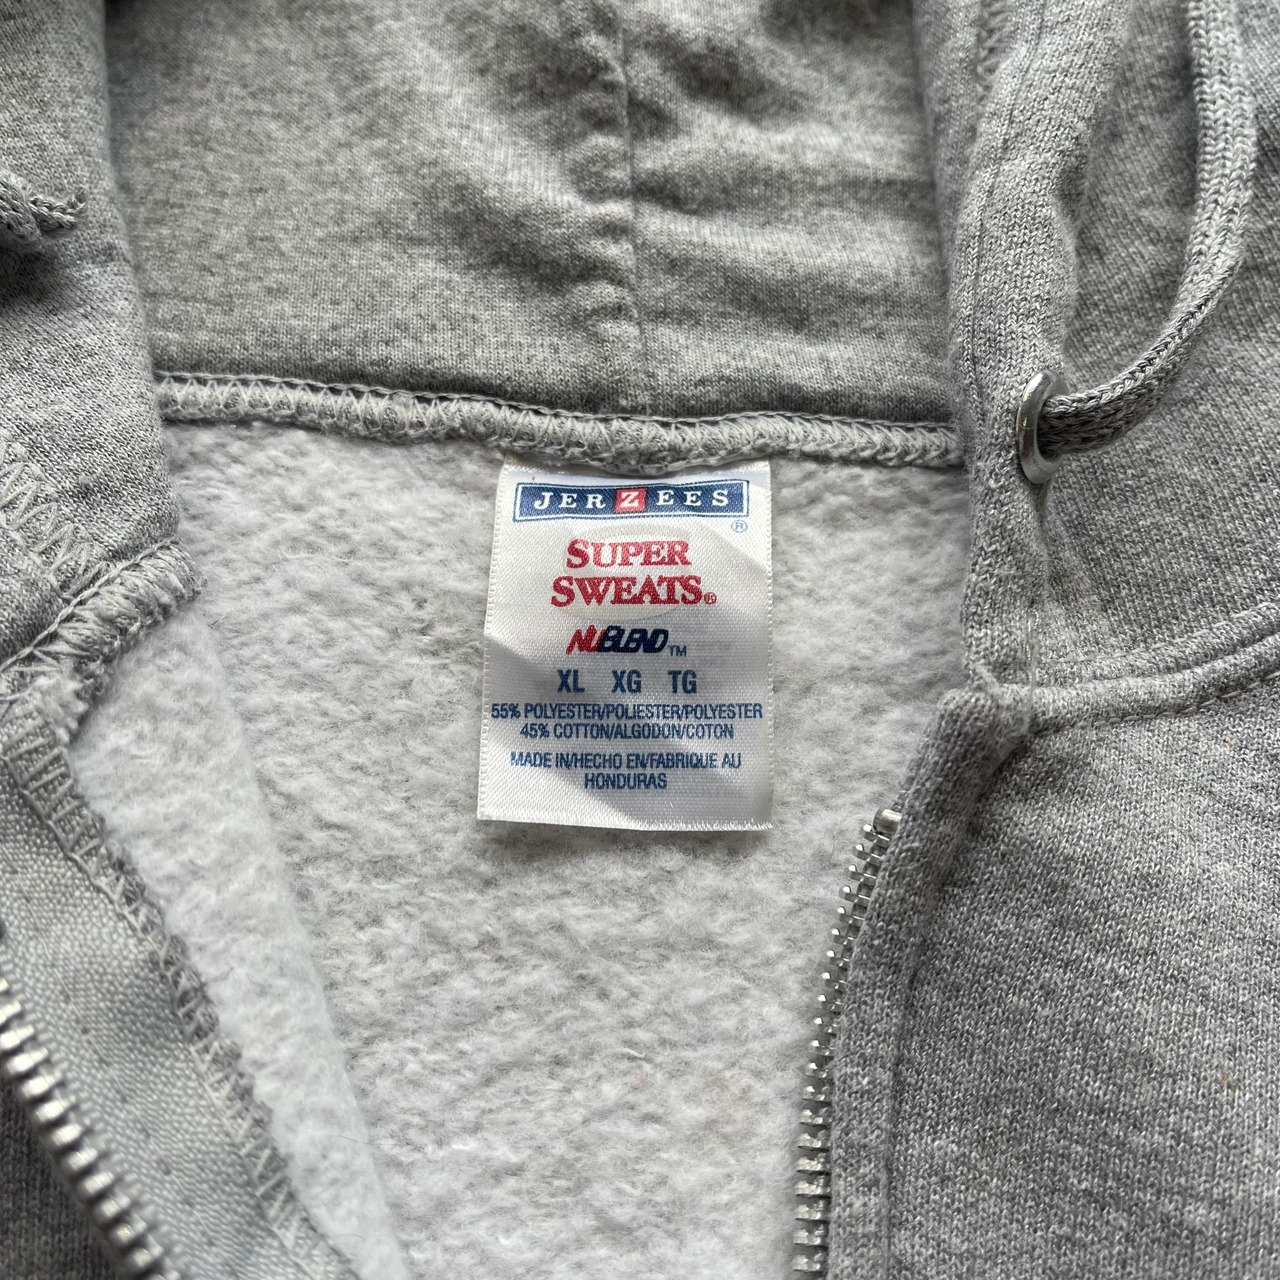 JERZEES
®
SUPER
SWEATS®
NUBLEND™
XL XG TG
55% POLYESTER/POLIESTER/POLYESTER
45% COTTON/ALGODON/COTON
MADE IN/HECHO EN/FABRIQUE AU
HONDURAS